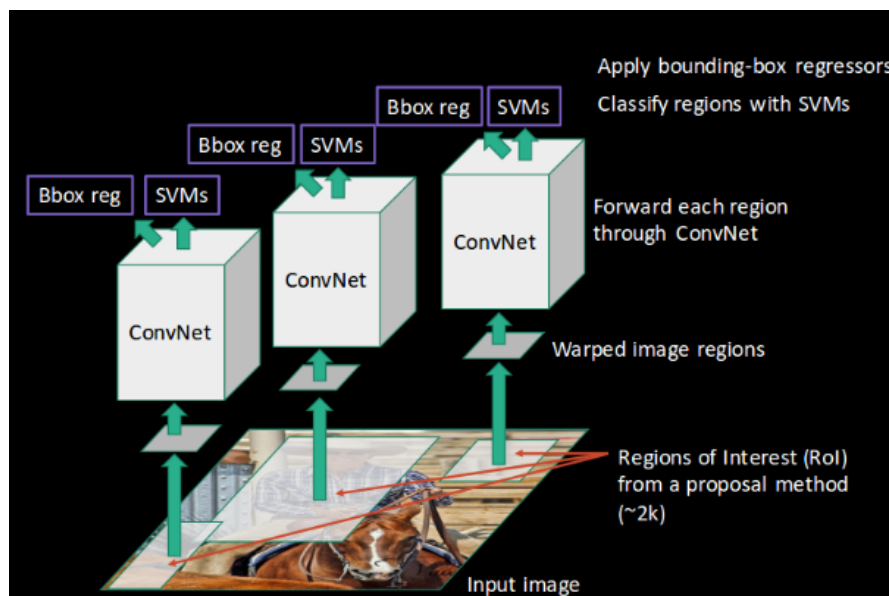 Apply bounding-box regressors
Bbox reg SVMs Classify regions with SVMs
Bbox reg SVMs
Bbox reg SVMs
Forward each region
through ConvNet
ConvNet
ConvNet
ConvNet
Warped image regions
Regions of Interest (RoI)
from a proposal method
(~2k)
Input image